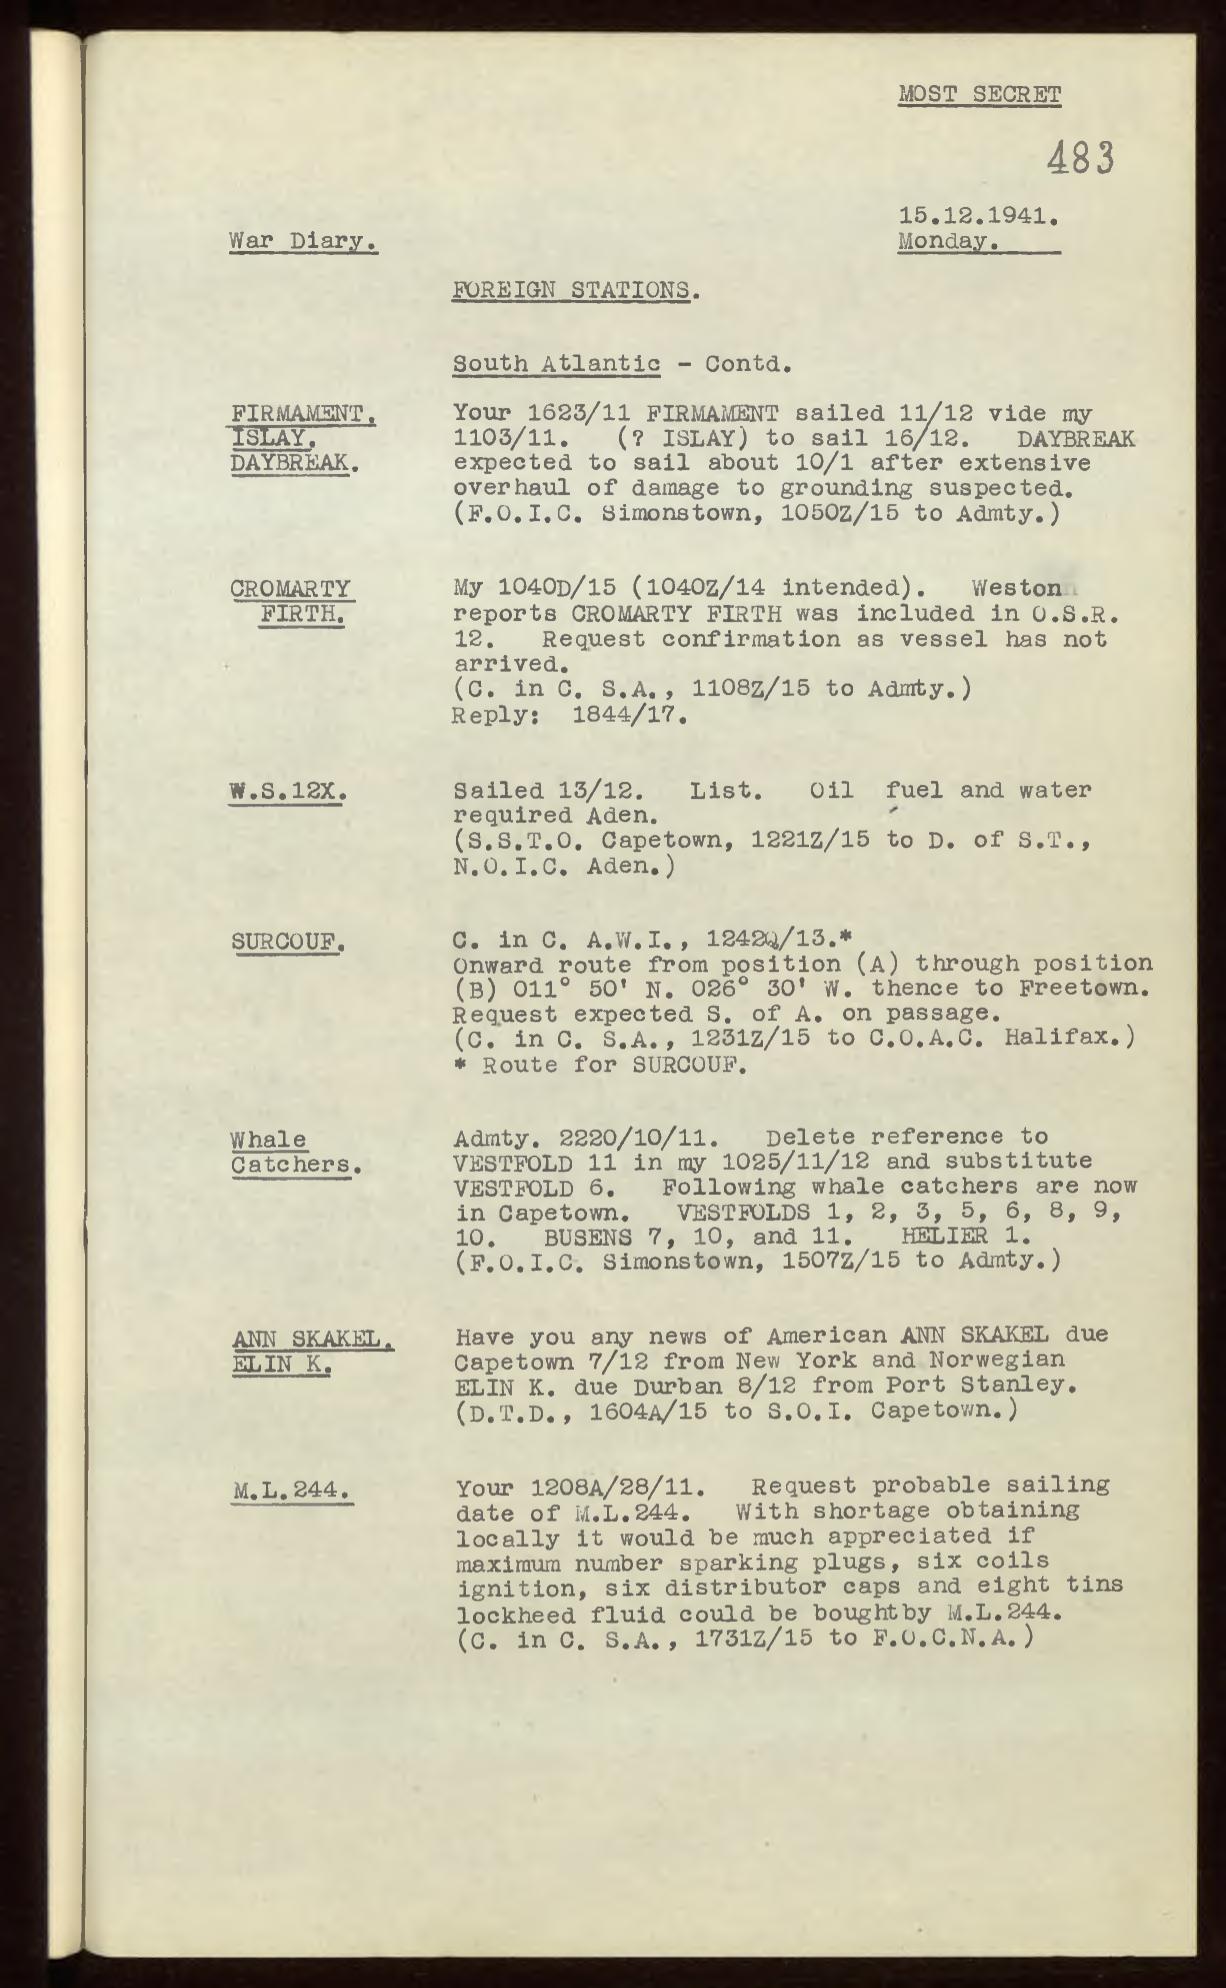 MOST SECRET
483
15.12.1941.
War Diary.
Monday.
FOREIGN STATIONS.
South Atlantic - Contd.
FIRMAMENT.
ISLAY.
DAYBREAK.
Your 1623/11 FIRMAMENT sailed 11/12 vide my
1103/11. (? ISLAY) to sail 16/12. DAYBREAK
expected to sail about 10/1 after extensive
overhaul of damage to grounding suspected.
(F.O.I.C. Simonstown, 1050Z/15 to Admty.)
CROMARTY
FIRTH.
My 1040D/15 (1040Z/14 intended). Weston
reports CROMARTY FIRTH was included in O.S.R.
12. Request confirmation as vessel has not
arrived.
(C. in C. S.A., 1108Z/15 to Admty.)
Reply: 1844/17.
W.S.12X.
Sailed 13/12. List. Oil fuel and water
required Aden.
(S.S.T.O. Capetown, 1221Z/15 to D. of S.T.,
N.O.I.C. Aden.)
SURCOUF.
C. in C. A.W.I., 1242Q/13.*
Onward route from position (A) through position
(B) 011° 50' N. 026° 30' W. thence to Freetown.
Request expected S. of A. on passage.
(C. in C. S.A., 1231Z/15 to C.O.A.C. Halifax.)
* Route for SURCOUF.
Whale
Catchers.
Admty. 2220/10/11. Delete reference to
VESTFOLD 11 in my 1025/11/12 and substitute
VESTFOLD 6. Following whale catchers are now
in Capetown. VESTFOLDS 1, 2, 3, 5, 6, 8, 9,
10. BUSENS 7, 10, and 11. HELIER 1.
(F.O.I.C. Simonstown, 1507Z/15 to Admty.)
ANN SKAKEL.
ELIN K.
Have you any news of American ANN SKAKEL due
Capetown 7/12 from New York and Norwegian
ELIN K. due Durban 8/12 from Port Stanley.
(D.T.D., 1604A/15 to S.O.I. Capetown.)
M.L.244.
Your 1208A/28/11. Request probable sailing
date of M.L.244. With shortage obtaining
locally it would be much appreciated if
maximum number sparking plugs, six coils
ignition, six distributor caps and eight tins
lockheed fluid could be bought by M.L.244.
(C. in C. S.A., 1731Z/15 to F.O.C.N.A.)